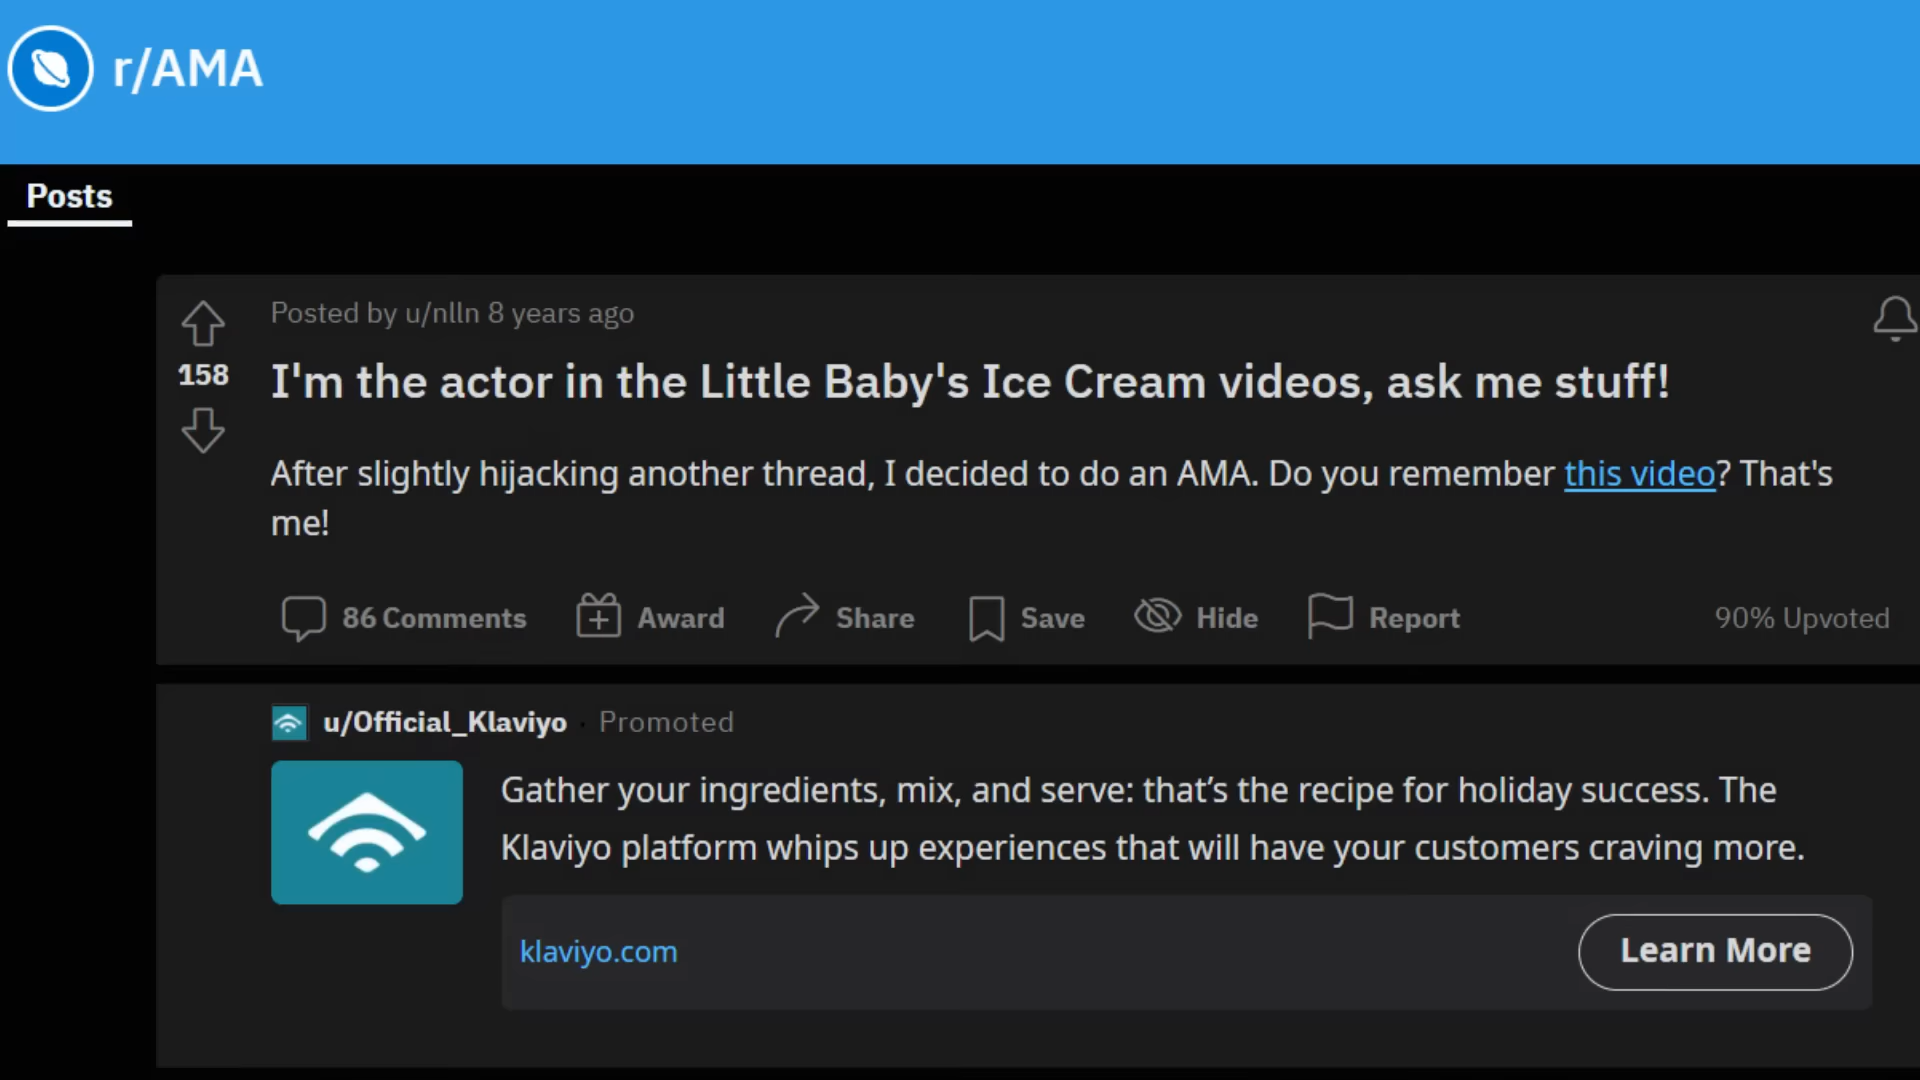 r/AMA
Posts
Posted by u/nlln 8 years ago
158
I'm the actor in the Little Baby's Ice Cream videos, ask me stuff!
After slightly hijacking another thread, I decided to do an AMA. Do you remember this video? That's
me!
86 Comments Award Share Save Hide Report 90% Upvoted
u/Official_Klaviyo · Promoted
Gather your ingredients, mix, and serve: that’s the recipe for holiday success. The
Klaviyo platform whips up experiences that will have your customers craving more.
klaviyo.com Learn More